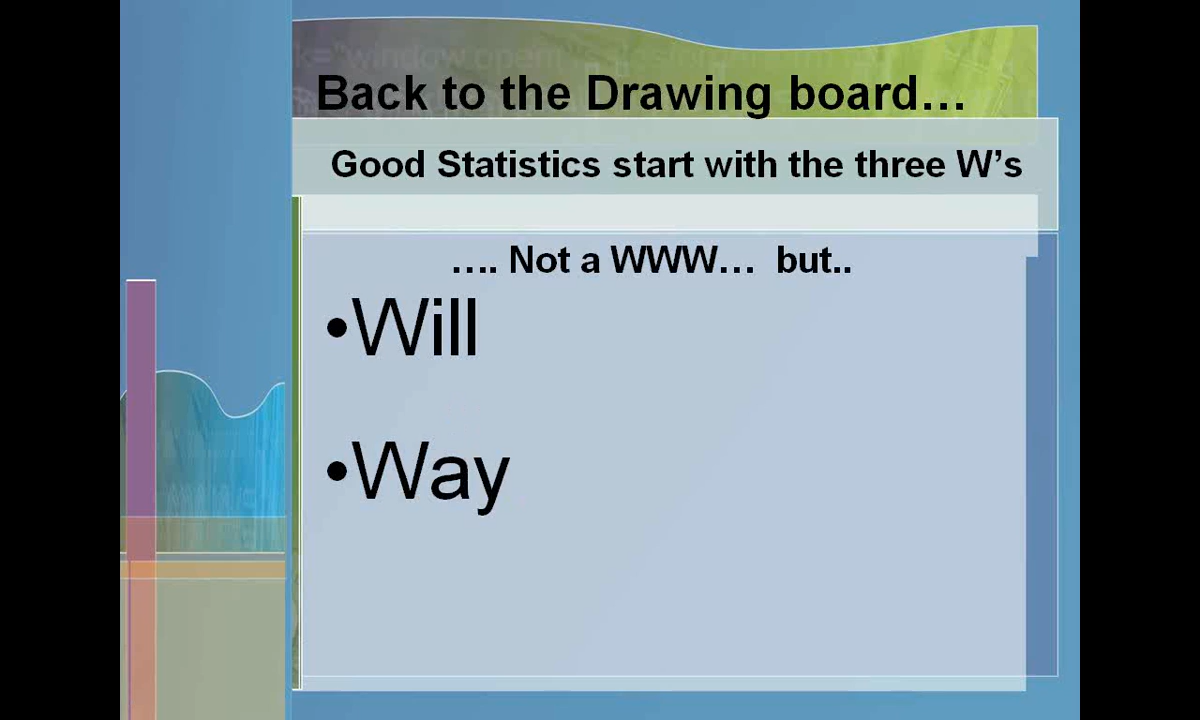 Back to the Drawing board…
Good Statistics start with the three W’s
…. Not a WWW… but..
•Will
•Way